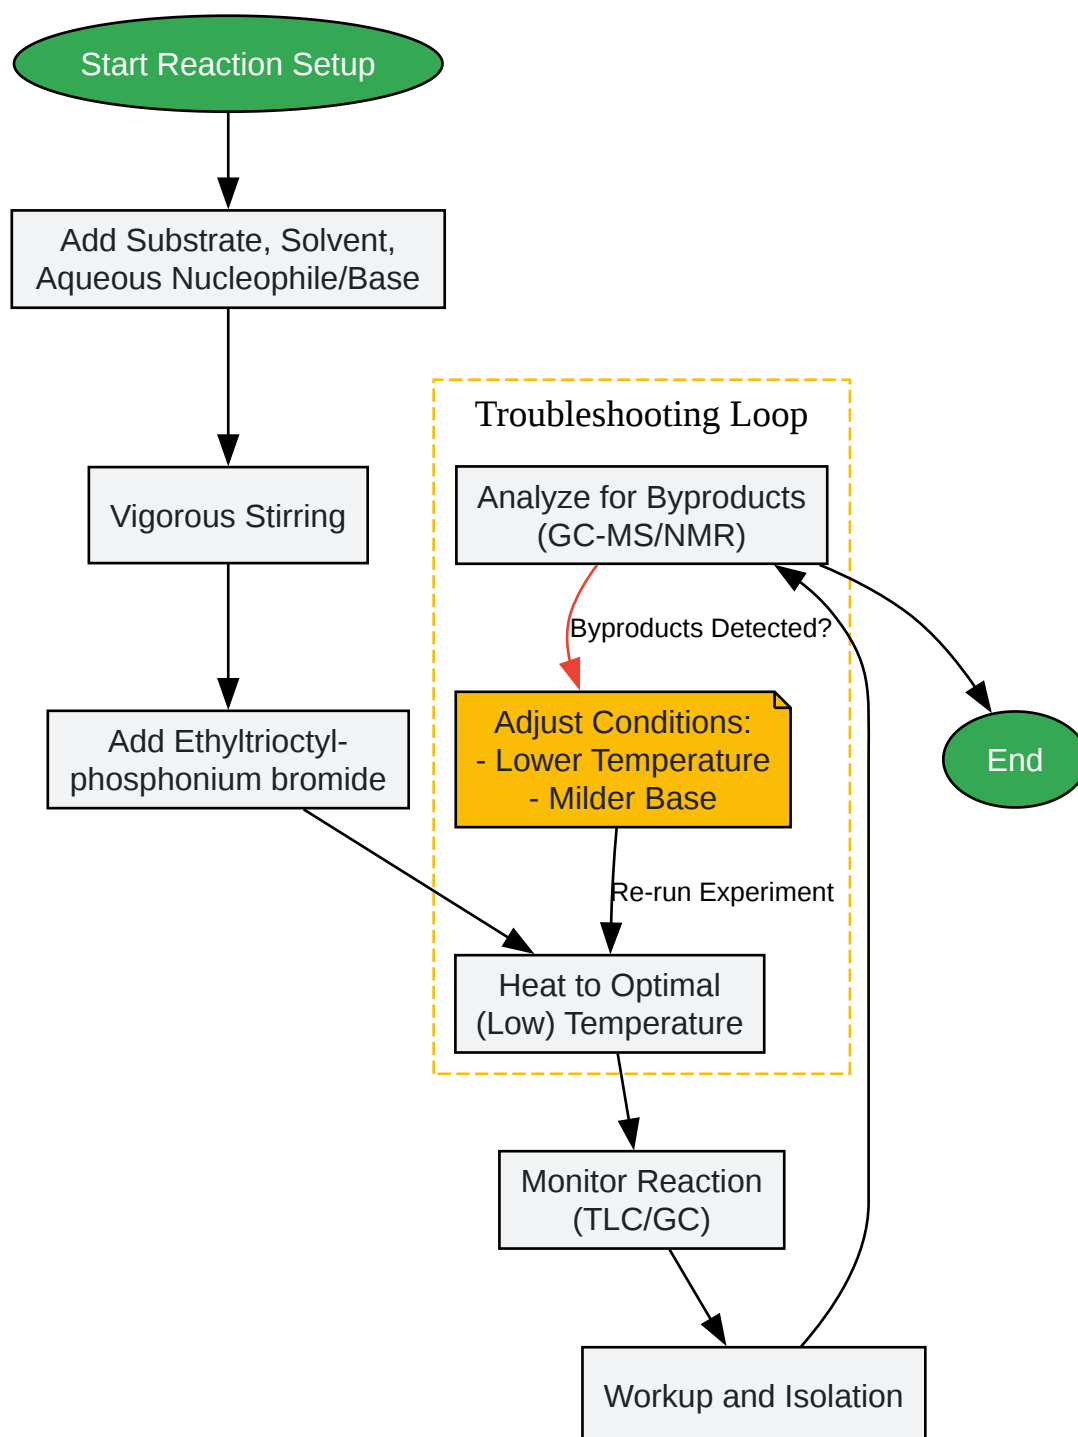 Start Reaction Setup
Add Substrate, Solvent,
Aqueous Nucleophile/Base
Vigorous Stirring
Add Ethyltrioctyl-
phosphonium bromide
Troubleshooting Loop
Analyze for Byproducts
(GC-MS/NMR)
Byproducts Detected?
Adjust Conditions:
- Lower Temperature
- Milder Base
End
Re-run Experiment
Heat to Optimal
(Low) Temperature
Monitor Reaction
(TLC/GC)
Workup and Isolation